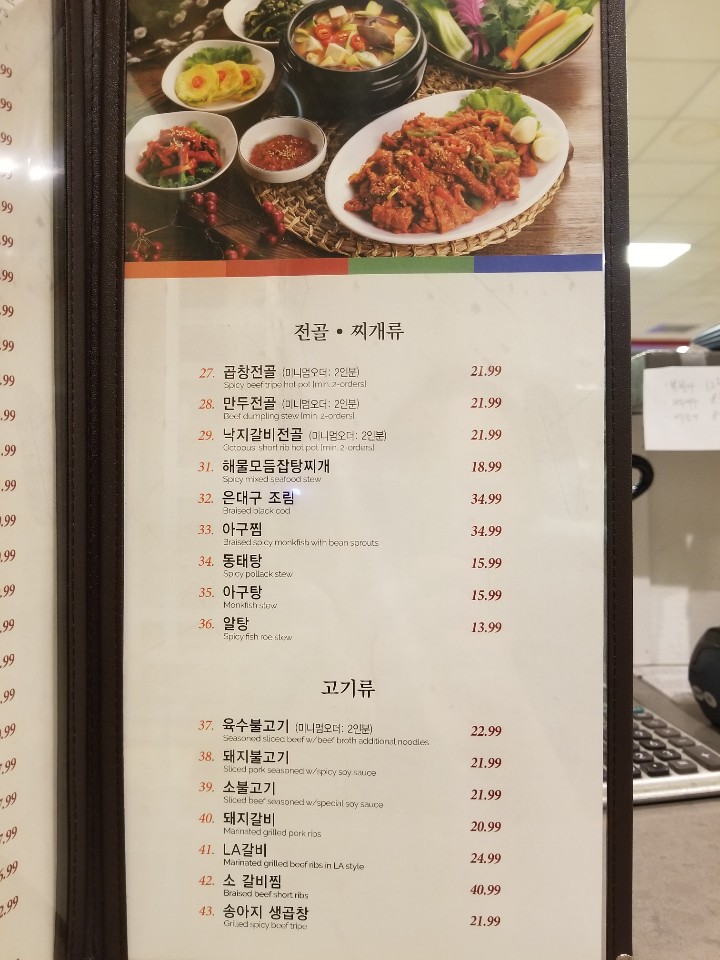 전골 • 찌개류
27. 곱창전골 (미니멈오더: 2인분) 21.99
Spicy beef tripe hot pot (min. 2-orders)
28. 만두전골 (미니멈오더: 2인분) 21.99
Beef dumpling stew (min. 2-orders)
29. 낙지갈비전골 (미니멈오더: 2인분) 21.99
Octopus short rib hot pot (min. 2-orders)
31. 해물모듬잡탕찌개 18.99
Spicy mixed seafood stew
32. 은대구 조림 34.99
Braised black cod
33. 아구찜 34.99
Braised spicy monkfish with bean sprouts
34. 동태탕 15.99
Spicy pollack stew
35. 아구탕 15.99
Monkfish stew
36. 알탕 13.99
Spicy fish roe stew
고기류
37. 육수불고기 (미니멈오더: 2인분) 22.99
Seasoned sliced beef w/beef broth additional noodles
38. 돼지불고기 21.99
Sliced pork seasoned w/spicy soy sauce
39. 소불고기 21.99
Sliced beef seasoned w/special soy sauce
40. 돼지갈비 20.99
Marinated grilled pork ribs
41. LA갈비 24.99
Marinated grilled beef ribs in LA style
42. 소 갈비찜 40.99
Braised beef short ribs
43. 송아지 생곱창 21.99
Grilled spicy beef tripe